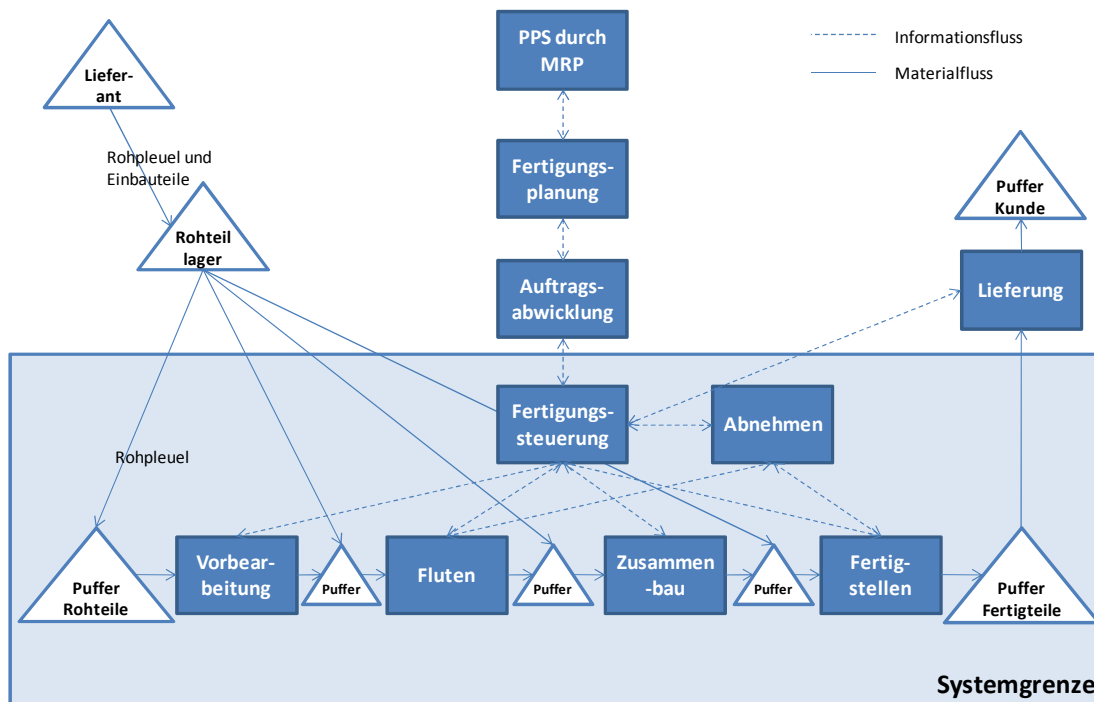 PPS durch
MRP
Informationsfluss
Materialfluss
Liefer-
ant
Rohpleuel und
Einbauteile
Fertigungs-
planung
Puffer
Kunde
Rohteil
lager
Auftrags-
abwicklung
Lieferung
Fertigungs-
steuerung
Abnehmen
Rohpleuel
Puffer
Rohteile
Vorbear-
beitung
Puffer
Fluten
Puffer
Zusammen
-bau
Puffer
Fertig-
stellen
Puffer
Fertigteile
Systemgrenze